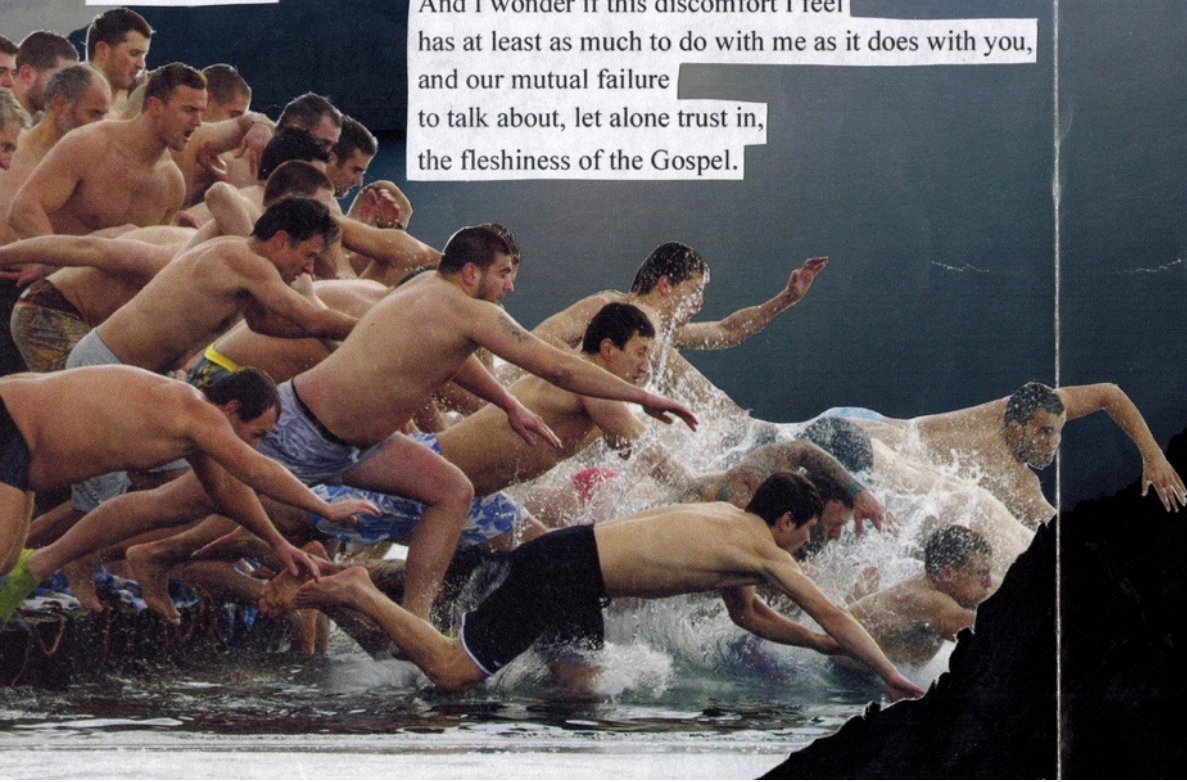 And I wonder if this discomfort I feel
has at least as much to do with me as it does with you,
and our mutual failure
to talk about, let alone trust in,
the fleshiness of the Gospel.